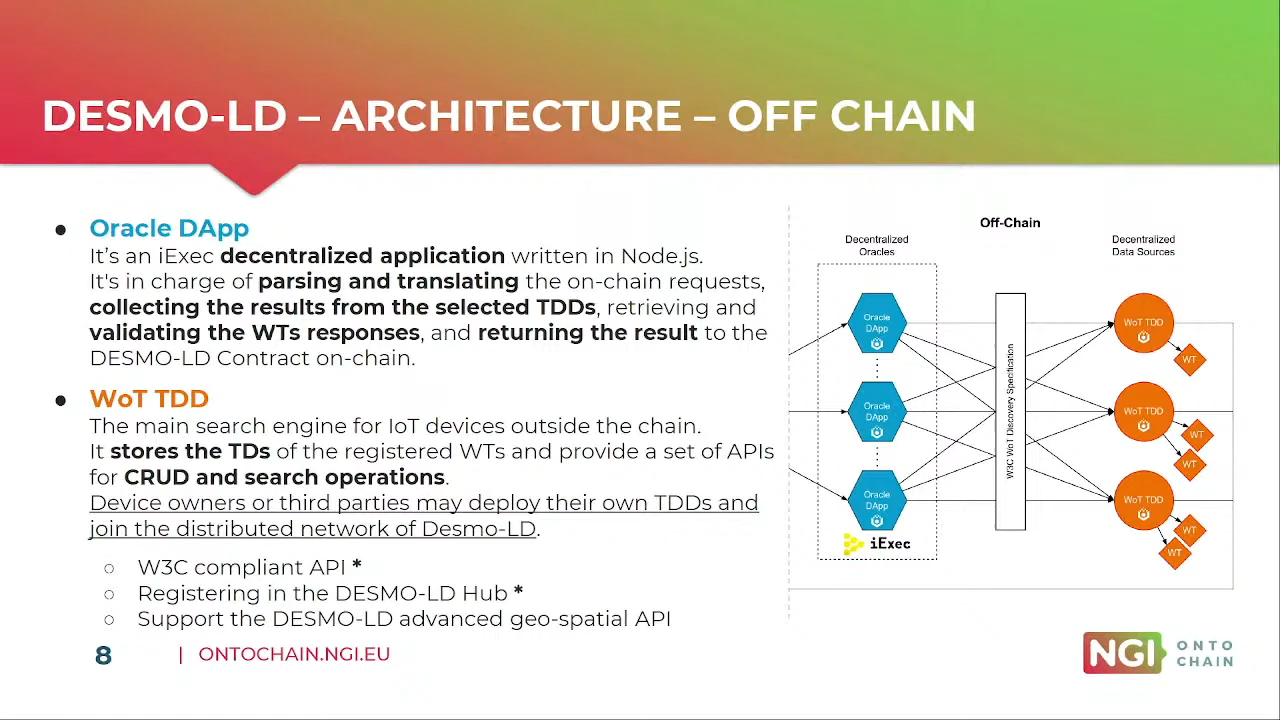 DESMO-LD – ARCHITECTURE – OFF CHAIN
● Oracle DApp
It’s an iExec decentralized application written in Node.js.
It's in charge of parsing and translating the on-chain requests,
collecting the results from the selected TDDs, retrieving and
validating the WTs responses, and returning the result to the
DESMO-LD Contract on-chain.
● WoT TDD
The main search engine for IoT devices outside the chain.
It stores the TDs of the registered WTs and provide a set of APIs
for CRUD and search operations.
Device owners or third parties may deploy their own TDDs and
join the distributed network of Desmo-LD.
○ W3C compliant API *
○ Registering in the DESMO-LD Hub *
○ Support the DESMO-LD advanced geo-spatial API
Off-Chain
Decentralized
Oracles
Decentralized
Data Sources
Oracle
DApp
Oracle
DApp
Oracle
DApp
iExec
W3C WoT Discovery Specification
WoT TDD
WT
WoT TDD
WT
WT
WoT TDD
WT
WT
8 | ONTOCHAIN.NGI.EU
NGI
ONTO
CHAIN